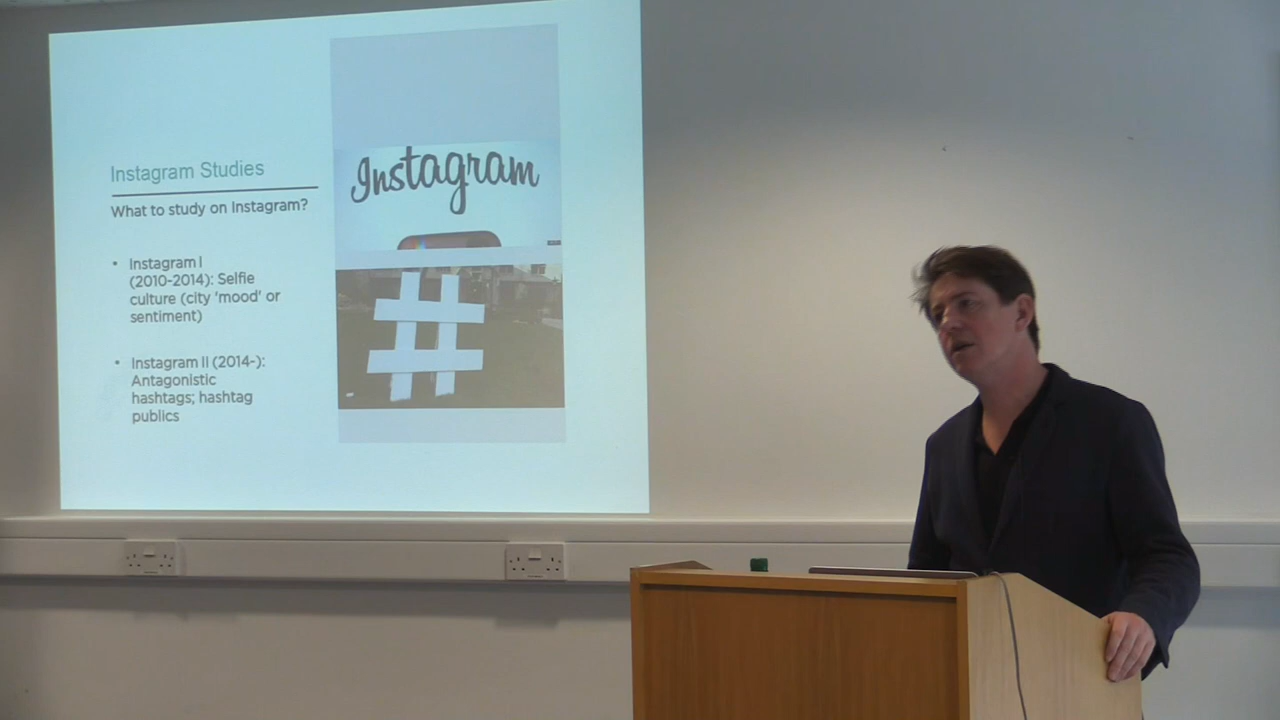 Instagram Studies
What to study on Instagram?
• Instagram I
(2010-2014): Selfie
culture (city 'mood' or
sentiment)
• Instagram II (2014-):
Antagonistic
hashtags; hashtag
publics
Instagram
#